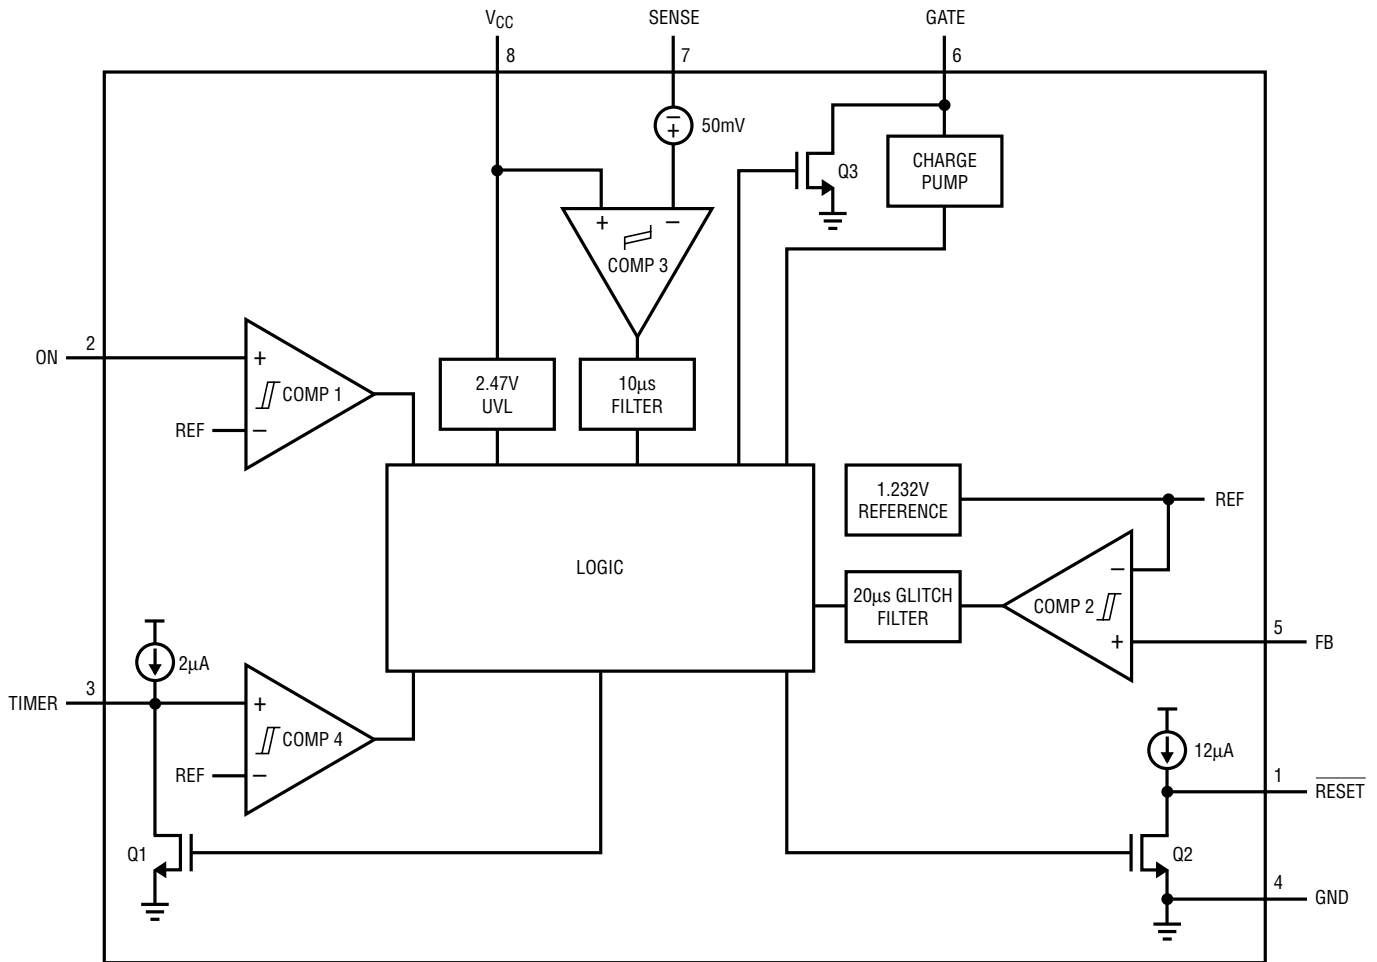 VCC
SENSE
GATE
8
7
6
− +
50mV
Q3
CHARGE
PUMP
+ −
COMP 3
ON
2
+
COMP 1
REF
−
2.47V
UVL
10µs
FILTER
1.232V
REFERENCE
REF
LOGIC
20µs GLITCH
FILTER
−
COMP 2
+
5
FB
2µA
TIMER
3
+
COMP 4
REF
−
12µA
1
RESET
Q1
Q2
4
GND